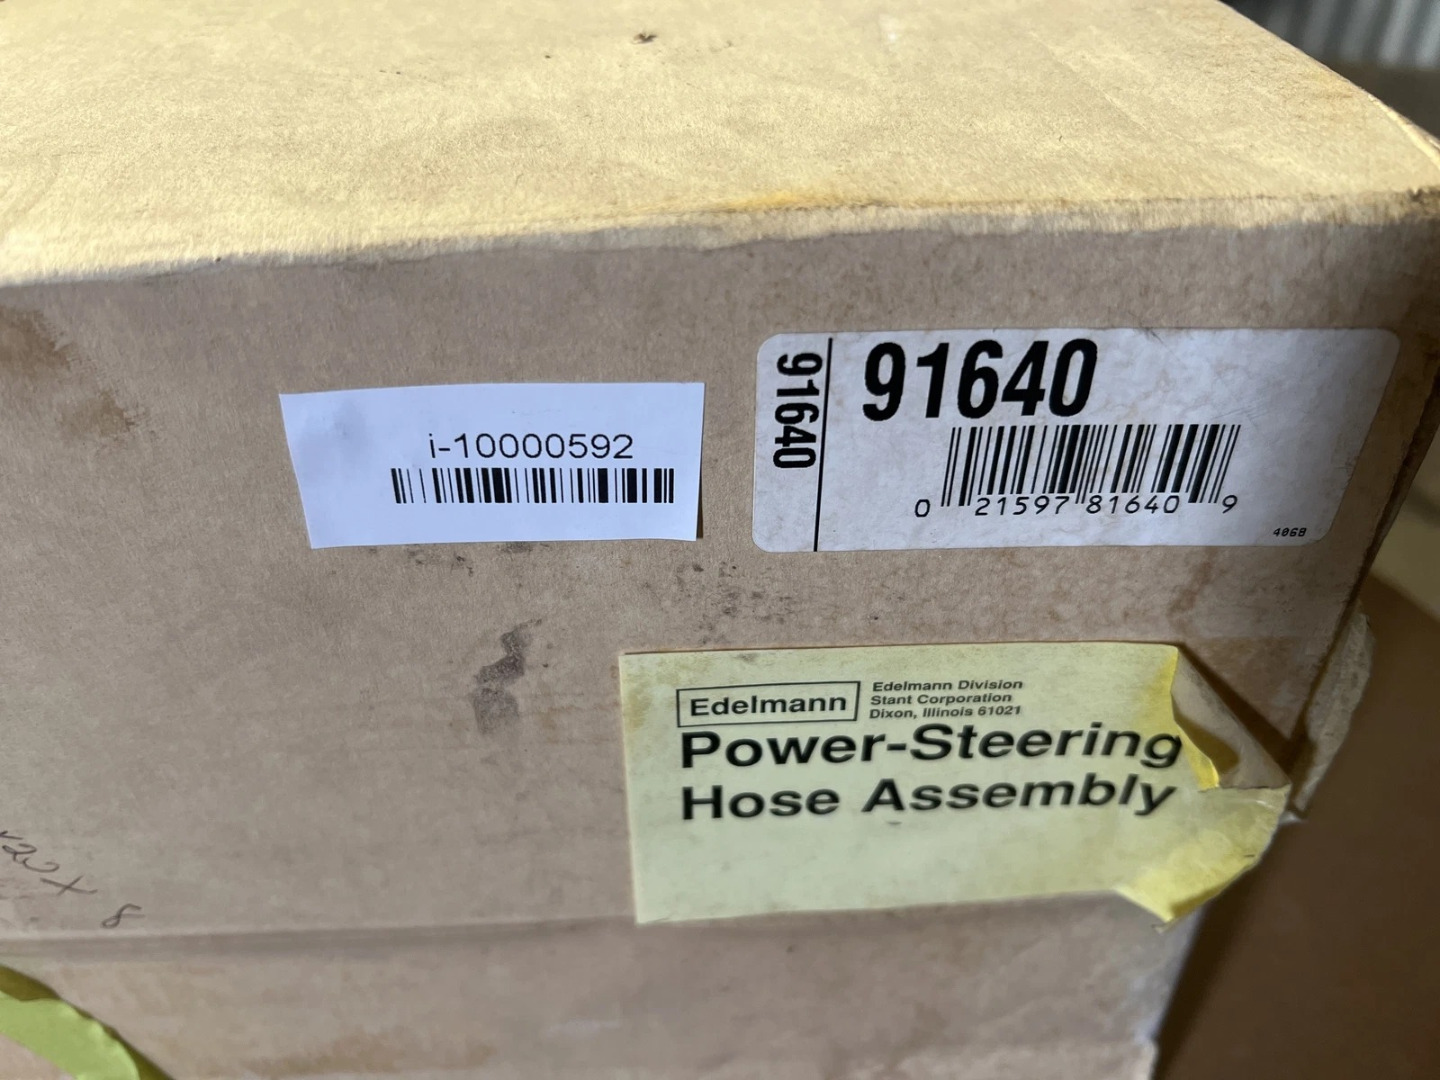 i-10000592
91640
91640
0 21597 81640 9
406B
Edelmann
Edelmann Division
Stant Corporation
Dixon, Illinois 61021
Power-Steering
Hose Assembly
8